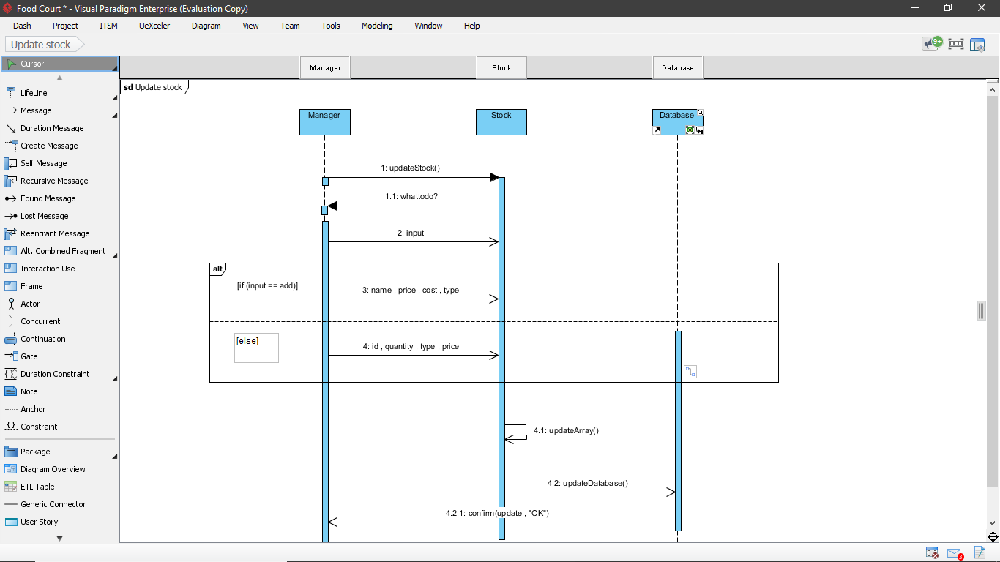 Food Court * - Visual Paradigm Enterprise (Evaluation Copy)
Dash Project ITSM UeXceler Diagram View Team Tools Modeling Window Help
Update stock
9+
Cursor
LifeLine
Message
Duration Message
Create Message
Self Message
Recursive Message
Found Message
Lost Message
Reentrant Message
Alt. Combined Fragment
Interaction Use
Frame
Actor
Concurrent
Continuation
Gate
Duration Constraint
Note
Anchor
Constraint
Package
Diagram Overview
ETL Table
Generic Connector
User Story
Manager Stock Database
sd Update stock
Manager Stock Database
1: updateStock()
1.1: whattodo?
2: input
alt
[if (input == add)]
3: name , price , cost , type
[else]
4: id , quantity , type , price
4.1: updateArray()
4.2: updateDatabase()
4.2.1: confirm(update , "OK")
3